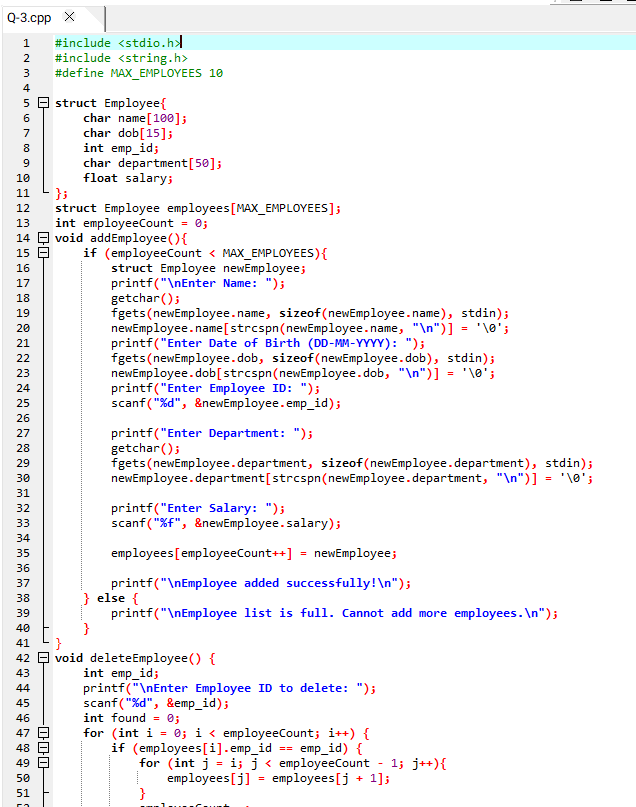 Q-3.cpp
1 #include <stdio.h>
2 #include <string.h>
3 #define MAX_EMPLOYEES 10
4
5 struct Employee{
6     char name[100];
7     char dob[15];
8     int emp_id;
9     char department[50];
10     float salary;
11 };
12 struct Employee employees[MAX_EMPLOYEES];
13 int employeeCount = 0;
14 void addEmployee(){
15     if (employeeCount < MAX_EMPLOYEES){
16         struct Employee newEmployee;
17         printf("\nEnter Name: ");
18         getchar();
19         fgets(newEmployee.name, sizeof(newEmployee.name), stdin);
20         newEmployee.name[strcspn(newEmployee.name, "\n")] = '\0';
21         printf("Enter Date of Birth (DD-MM-YYYY): ");
22         fgets(newEmployee.dob, sizeof(newEmployee.dob), stdin);
23         newEmployee.dob[strcspn(newEmployee.dob, "\n")] = '\0';
24         printf("Enter Employee ID: ");
25         scanf("%d", &newEmployee.emp_id);
26
27         printf("Enter Department: ");
28         getchar();
29         fgets(newEmployee.department, sizeof(newEmployee.department), stdin);
30         newEmployee.department[strcspn(newEmployee.department, "\n")] = '\0';
31
32         printf("Enter Salary: ");
33         scanf("%f", &newEmployee.salary);
34
35         employees[employeeCount++] = newEmployee;
36
37         printf("\nEmployee added successfully!\n");
38     } else {
39         printf("\nEmployee list is full. Cannot add more employees.\n");
40     }
41 }
42 void deleteEmployee() {
43     int emp_id;
44     printf("\nEnter Employee ID to delete: ");
45     scanf("%d", &emp_id);
46     int found = 0;
47     for (int i = 0; i < employeeCount; i++) {
48         if (employees[i].emp_id == emp_id) {
49             for (int j = i; j < employeeCount - 1; j++){
50                 employees[j] = employees[j + 1];
51             }